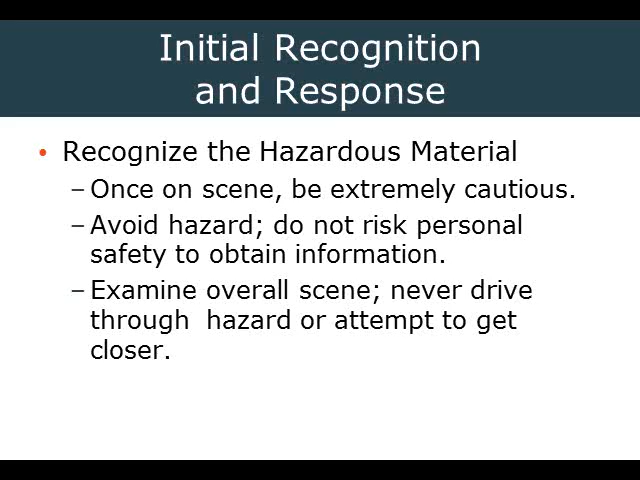 Initial Recognition
and Response
• Recognize the Hazardous Material
– Once on scene, be extremely cautious.
– Avoid hazard; do not risk personal
safety to obtain information.
– Examine overall scene; never drive
through  hazard or attempt to get
closer.